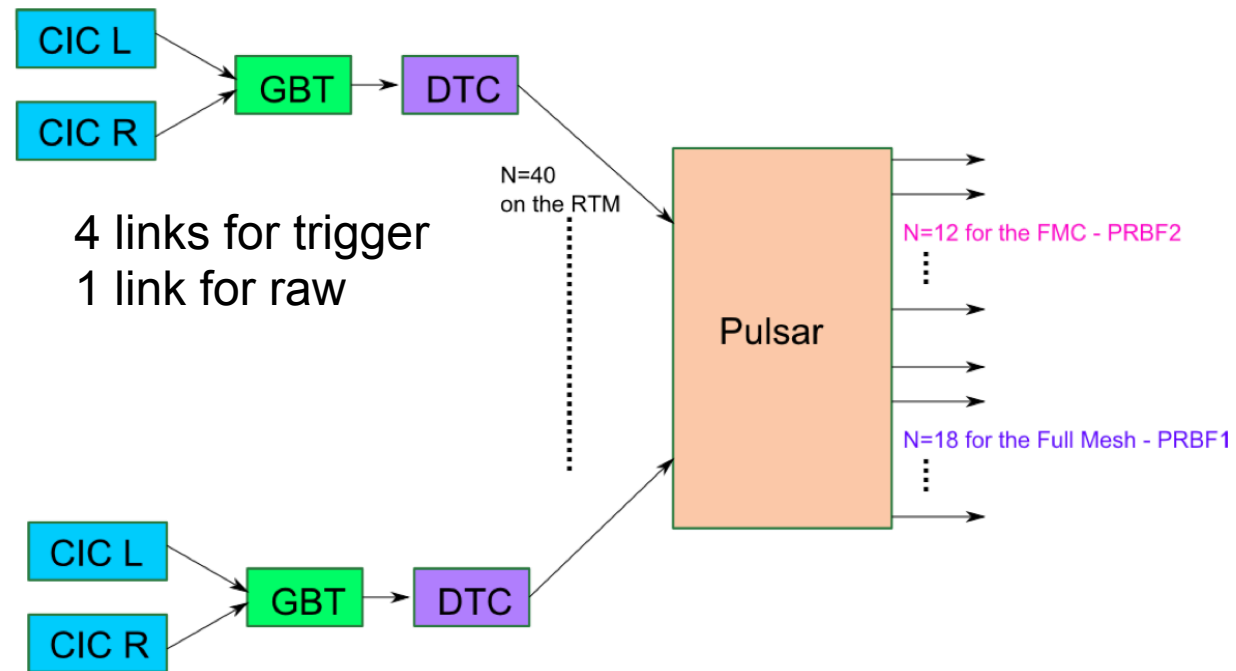 CIC L
CIC R
GBT
DTC
4 links for trigger
1 link for raw
N=40
on the RTM
Pulsar
N=12 for the FMC - PRBF2
N=18 for the Full Mesh - PRBF1
CIC L
CIC R
GBT
DTC